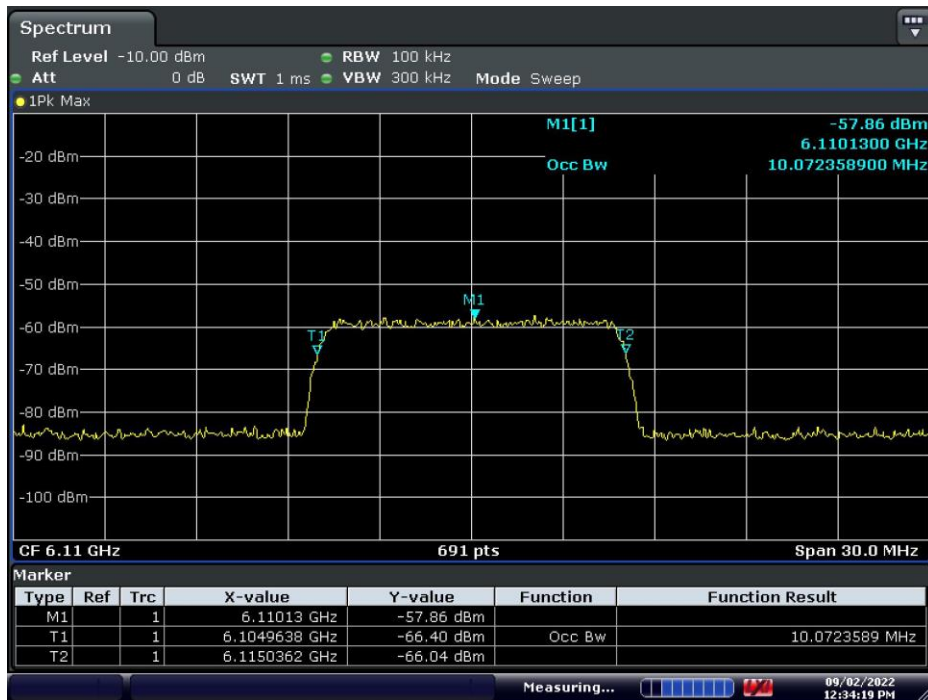 Spectrum
Ref Level -10.00 dBm RBW 100 kHz
Att 0 dB SWT 1 ms VBW 300 kHz Mode Sweep
1Pk Max
M1[1] -57.86 dBm
6.1101300 GHz
Occ Bw 10.072358900 MHz
-20 dBm
-30 dBm
-40 dBm
-50 dBm
M1
-60 dBm
T1 T2
-70 dBm
-80 dBm
-90 dBm
-100 dBm
CF 6.11 GHz 691 pts Span 30.0 MHz
Marker
Type Ref Trc X-value Y-value Function Function Result
M1 1 6.11013 GHz -57.86 dBm
T1 1 6.1049638 GHz -66.40 dBm Occ Bw 10.0723589 MHz
T2 1 6.1150362 GHz -66.04 dBm
Measuring... 09/02/2022
12:34:19 PM